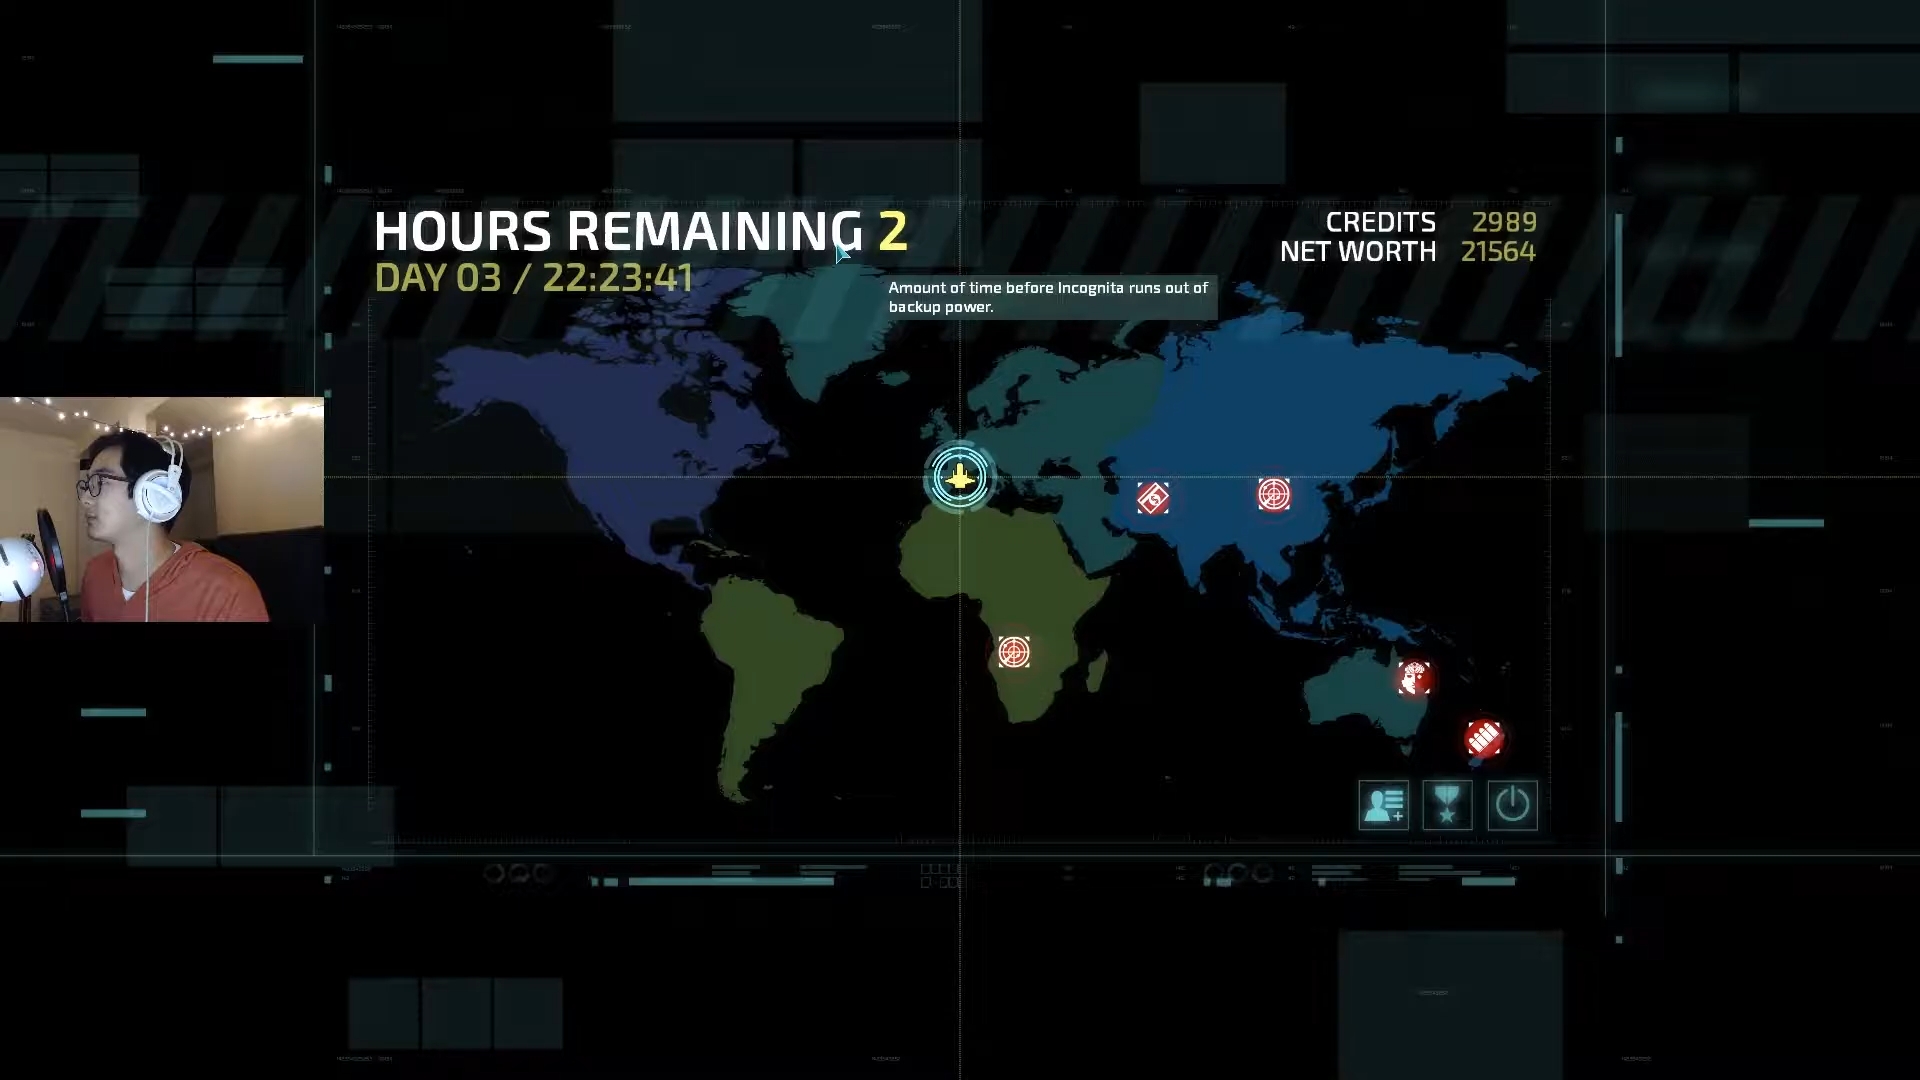 HOURS REMAINING 2
DAY 03 / 22:23:41
CREDITS 2989
NET WORTH 21564
Amount of time before Incognita runs out of
backup power.